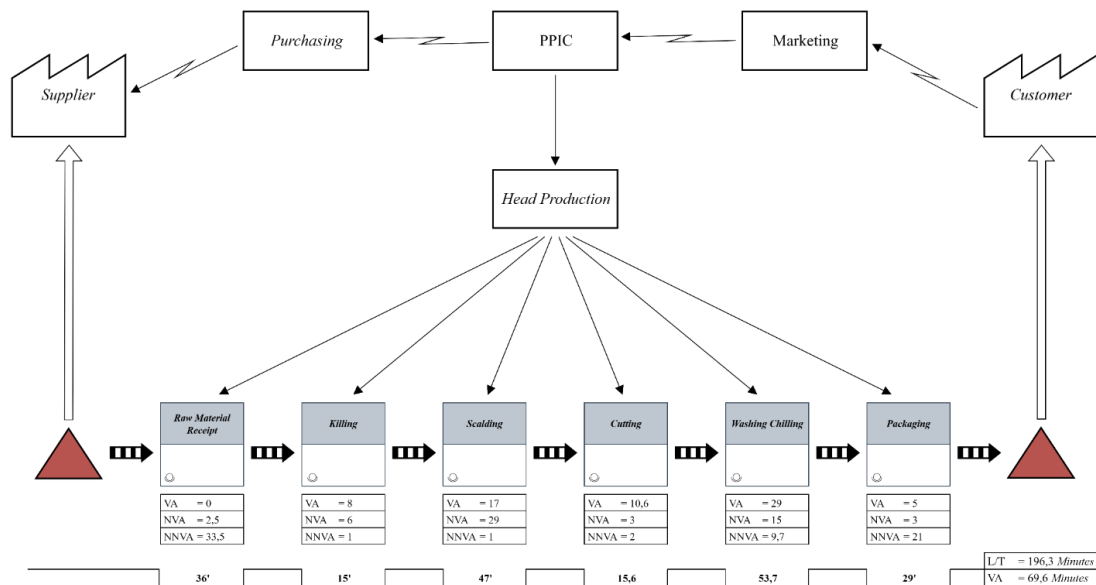 Purchasing
PPIC
Marketing
Supplier
Customer
Head Production
Raw Material
Receipt
Killing
Scalding
Cutting
Washing Chilling
Packaging
VA = 0
NVA = 2,5
NNVA = 33,5
VA = 8
NVA = 6
NNVA = 1
VA = 17
NVA = 29
NNVA = 1
VA = 10,6
NVA = 3
NNVA = 2
VA = 29
NVA = 15
NNVA = 9,7
VA = 5
NVA = 3
NNVA = 21
36'
15'
47'
15,6
53,7
29'
L/T = 196,3 Minutes
VA = 69,6 Minutes